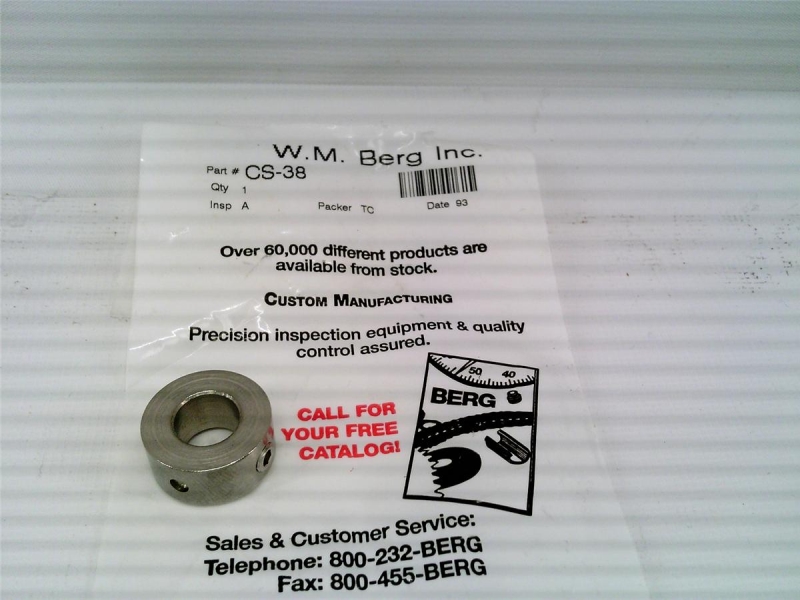 W.M. Berg Inc.
Part # CS-38
Qty 1
Insp A Packer TC Date 93
Over 60,000 different products are
available from stock.
CUSTOM MANUFACTURING
Precision inspection equipment & quality
control assured.
50 40
BERG
CALL FOR
YOUR FREE
CATALOG!
Sales & Customer Service:
Telephone: 800-232-BERG
Fax: 800-455-BERG